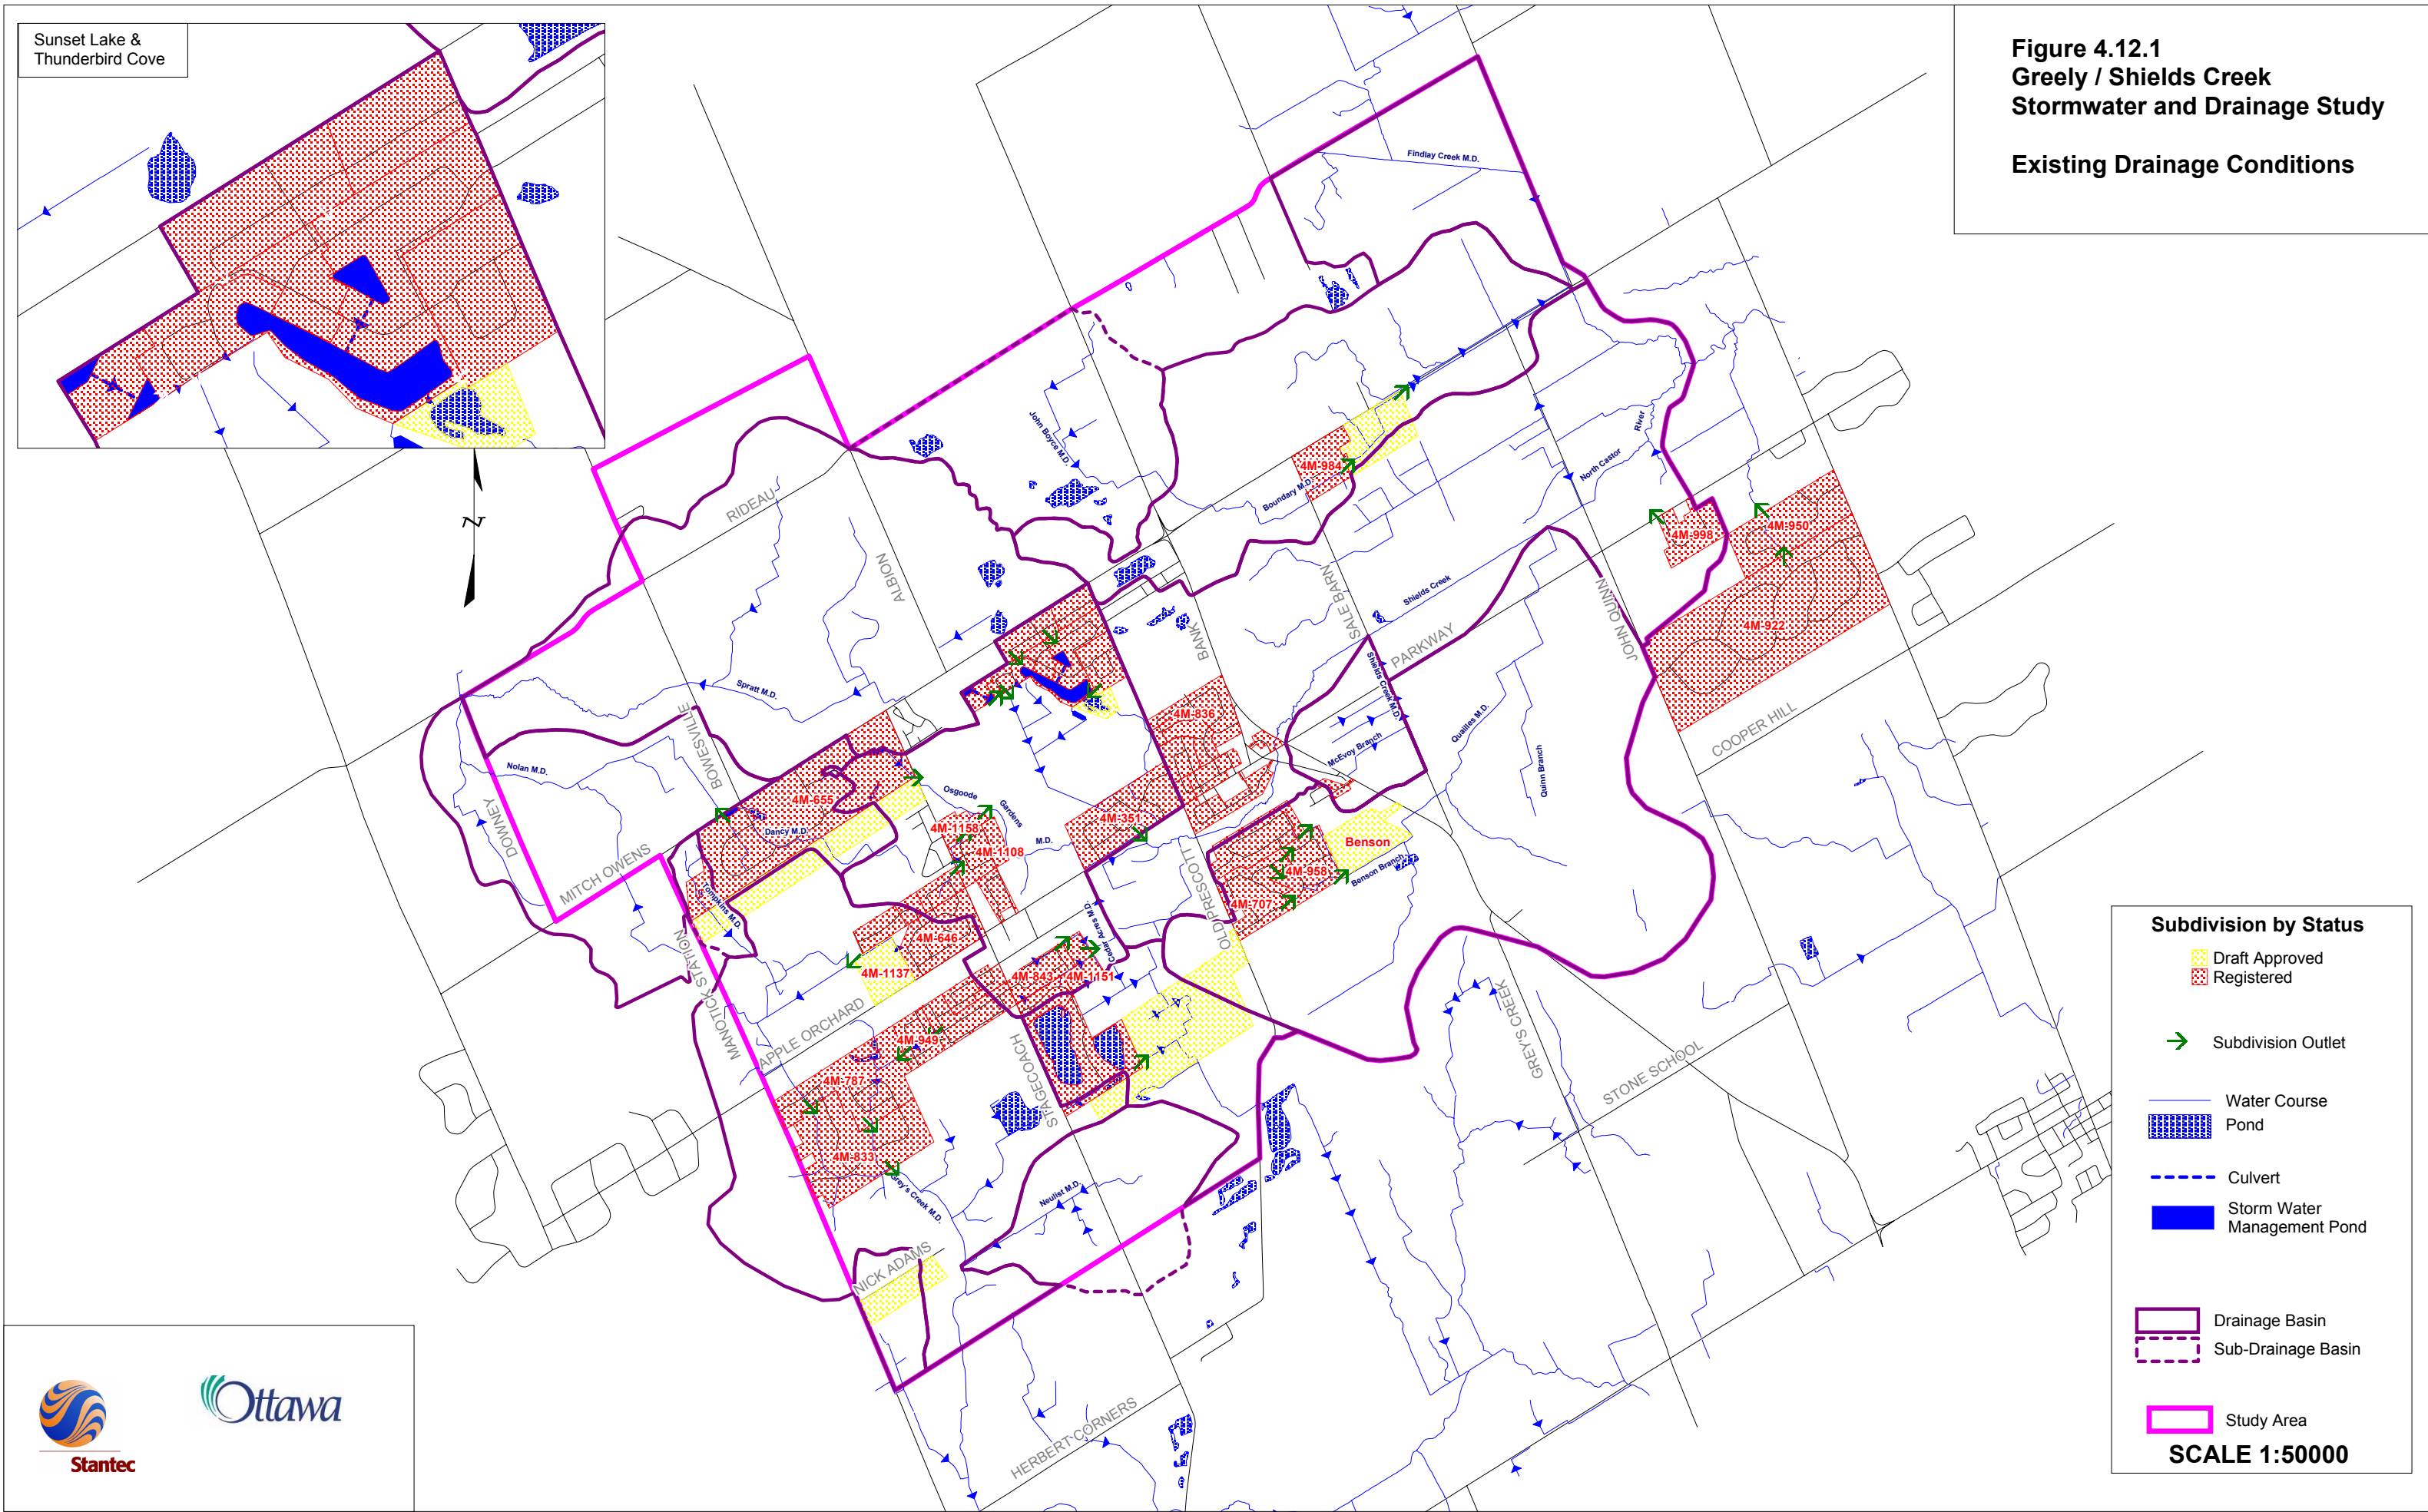 Sunset Lake &
Thunderbird Cove
Figure 4.12.1
Greely / Shields Creek
Stormwater and Drainage Study
Existing Drainage Conditions
Findlay Creek M.D.
John Boyce M.D.
4M-984
Boundary M.D.
North Castor
River
RIDEAU
ALBION
N
4M-998
4M-950
4M-922
SALE BARN
Shields Creek
JOHN QUINN
BANK
PARKWAY
Shields Creek M.D.
Spratt M.D.
BOWESVILLE
4M-836
Quailles M.D.
COOPER HILL
McEvoy Branch
Quinn Branch
Nolan M.D.
DOWNEY
4M-655
Osgoode
Gardens
M.D.
4M-351
Dancy M.D.
4M-1158
4M-1108
Benson
OLD PRESCOTT
4M-958
Benson Branch
4M-707
MITCH OWENS
Tompkins M.D.
MANOTICK STATION
4M-646
Cedar Acres M.D.
4M-1137
4M-843
4M-1151
APPLE ORCHARD
4M-949
STAGECOACH
GREY'S CREEK
STONE SCHOOL
4M-787
4M-833
Grey's Creek M.D.
Neulist M.D.
NICK ADAMS
HERBERT CORNERS
Subdivision by Status
Draft Approved
Registered
Subdivision Outlet
Water Course
Pond
Culvert
Storm Water
Management Pond
Drainage Basin
Sub-Drainage Basin
Study Area
SCALE 1:50000
Stantec
Ottawa